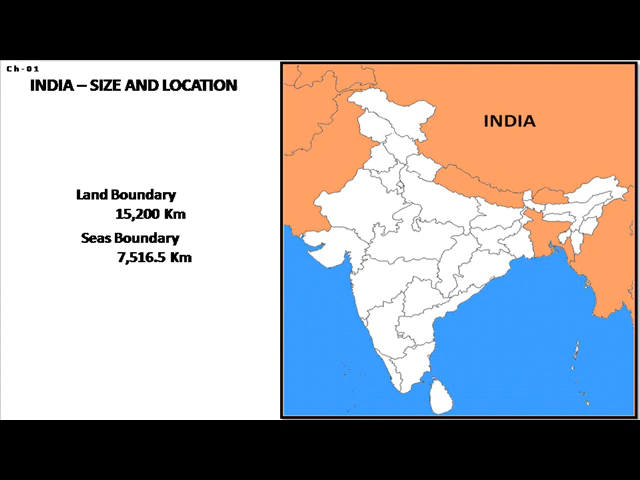 Ch-01
INDIA – SIZE AND LOCATION
INDIA
Land Boundary
15,200 Km
Seas Boundary
7,516.5 Km